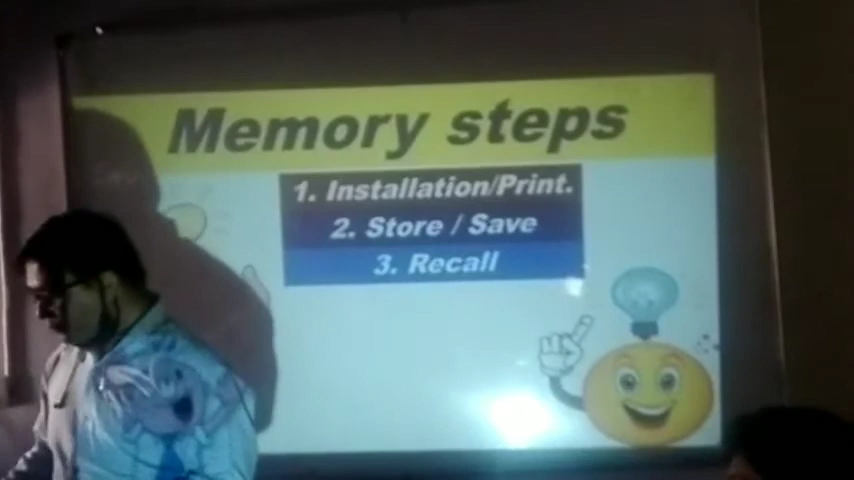 Memory steps
1. Installation/Print.
2. Store / Save
3. Recall